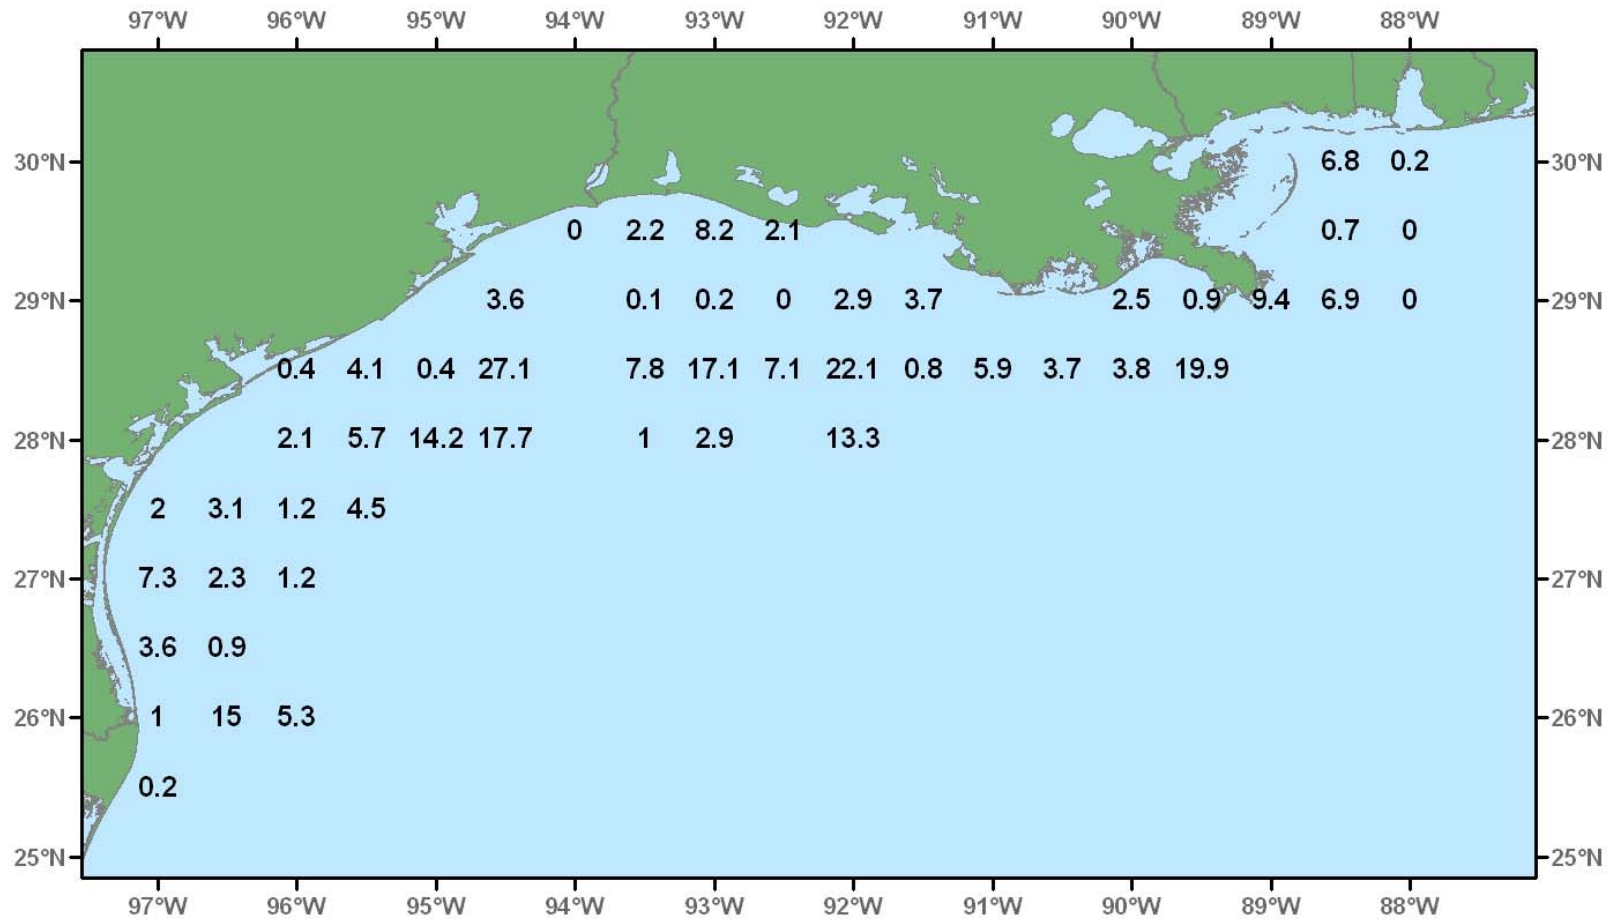 97°W 96°W 95°W 94°W 93°W 92°W 91°W 90°W 89°W 88°W
30°N 6.8 0.2 30°N
0 2.2 8.2 2.1 0.7 0
29°N 3.6 0.1 0.2 0 2.9 3.7 2.5 0.9 9.4 6.9 0 29°N
0.4 4.1 0.4 27.1 7.8 17.1 7.1 22.1 0.8 5.9 3.7 3.8 19.9
28°N 2.1 5.7 14.2 17.7 1 2.9 13.3 28°N
2 3.1 1.2 4.5
27°N 7.3 2.3 1.2 27°N
3.6 0.9
26°N 1 15 5.3 26°N
0.2
25°N 25°N
97°W 96°W 95°W 94°W 93°W 92°W 91°W 90°W 89°W 88°W